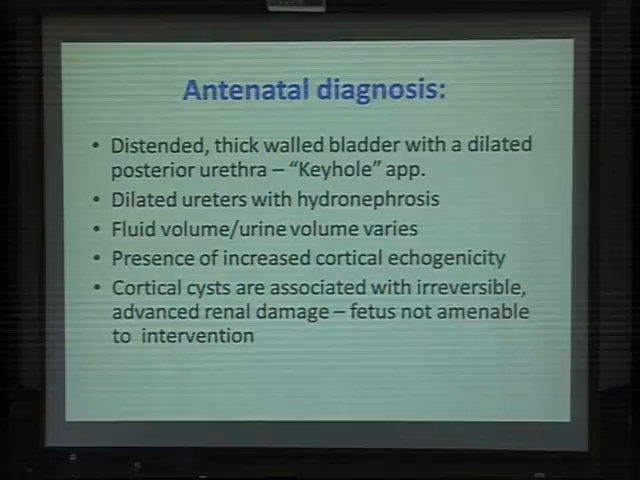 Antenatal diagnosis:
• Distended, thick walled bladder with a dilated
posterior urethra – “Keyhole” app.
• Dilated ureters with hydronephrosis
• Fluid volume/urine volume varies
• Presence of increased cortical echogenicity
• Cortical cysts are associated with irreversible,
advanced renal damage – fetus not amenable
to intervention